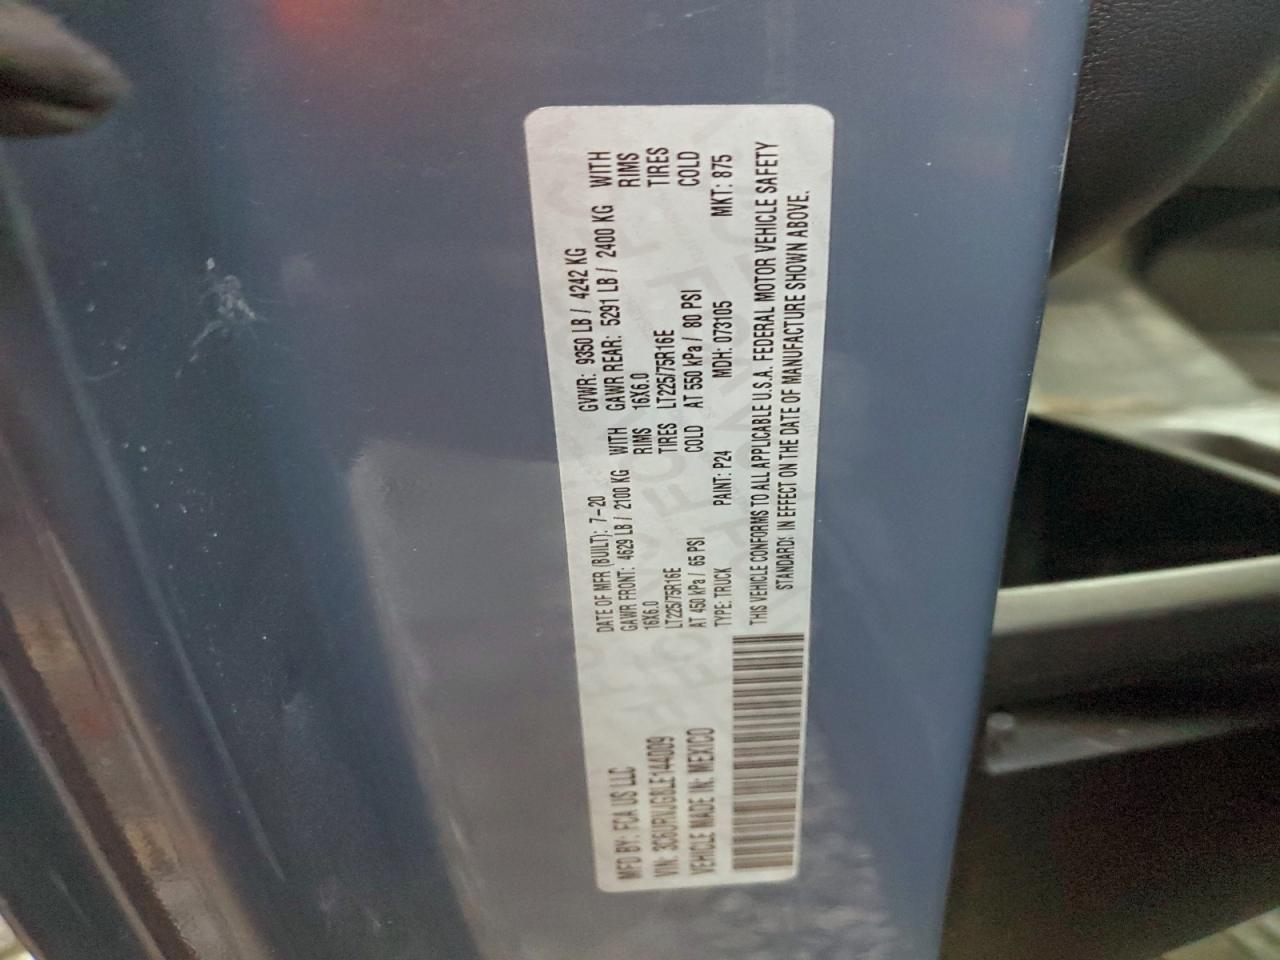 MFD BY: FCA US LLC
DATE OF MFR (BUILT): 7-20
GVWR: 9350 LB / 4242 KG
GAWR FRONT: 4629 LB / 2100 KG WITH
16X6.0 RIMS
LT225/75R16E TIRES
AT 450 kPa / 65 PSI COLD
GAWR REAR: 5291 LB / 2400 KG WITH
16X6.0 RIMS
LT225/75R16E TIRES
AT 550 kPa / 80 PSI COLD
VIN: 3C6URVJG8LE144009
TYPE: TRUCK PAINT: P24 MDH: 073105 MKT: 875
VEHICLE MADE IN: MEXICO
THIS VEHICLE CONFORMS TO ALL APPLICABLE U.S.A. FEDERAL MOTOR VEHICLE SAFETY
STANDARDS IN EFFECT ON THE DATE OF MANUFACTURE SHOWN ABOVE.